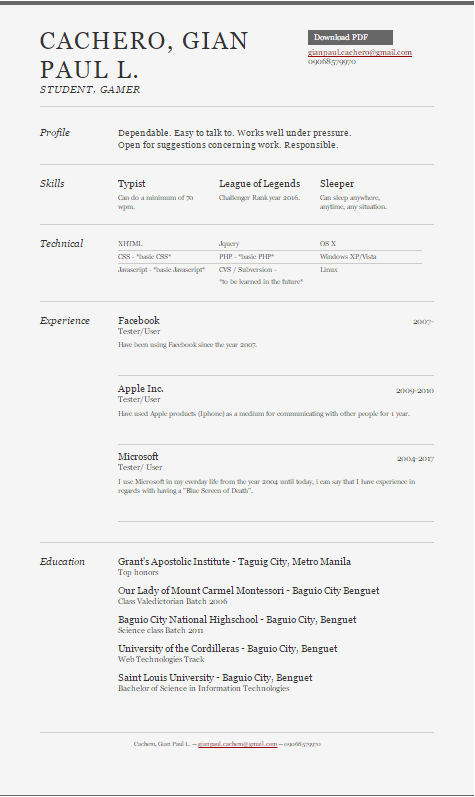 CACHERO, GIAN
PAUL L.
STUDENT, GAMER
Download PDF
gianpaul.cachero@gmail.com
09068579970
Profile
Dependable. Easy to talk to. Works well under pressure.
Open for suggestions concerning work. Responsible.
Skills
Typist
Can do a minimum of 70
wpm.
League of Legends
Challenger Rank year 2016.
Sleeper
Can sleep anywhere,
anytime, any situation.
Technical
XHTML
Jquery
OS X
CSS - *basic CSS*
PHP - *basic PHP*
Windows XP/Vista
Javascript - *basic Javascript*
CVS / Subversion -
*to be learned in the future*
Linux
Experience
Facebook
2007-
Tester/User
Have been using Facebook since the year 2007.
Apple Inc.
2009-2010
Tester/User
Have used Apple products (Iphone) as a medium for communicating with other people for 1 year.
Microsoft
2004-2017
Tester/ User
I use Microsoft in my everday life from the year 2004 until today, i can say that I have experience in
regards with having a "Blue Screen of Death".
Education
Grant's Apostolic Institute - Taguig City, Metro Manila
Top honors
Our Lady of Mount Carmel Montessori - Baguio City Benguet
Class Valedictorian Batch 2006
Baguio City National Highschool - Baguio City, Benguet
Science class Batch 2011
University of the Cordilleras - Baguio City, Benguet
Web Technologies Track
Saint Louis University - Baguio City, Benguet
Bachelor of Science in Information Technologies
Cachero, Gian Paul L. — gianpaul.cachero@gmail.com — 09068579970